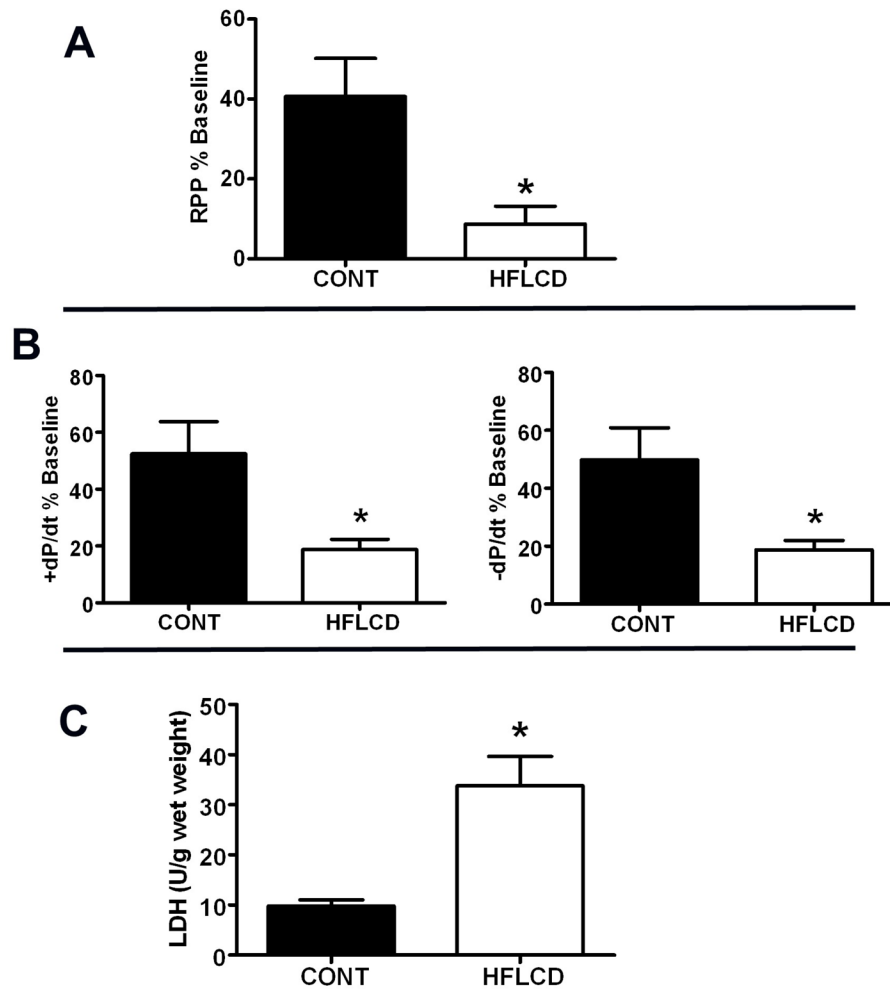 A
RPP % Baseline
60
40
20
0
*
CONT HFLCD
B
+dP/dt % Baseline
80
60
40
20
0
*
CONT HFLCD
-dP/dt % Baseline
80
60
40
20
0
*
CONT HFLCD
C
LDH (U/g wet weight)
50
40
30
20
10
0
*
CONT HFLCD